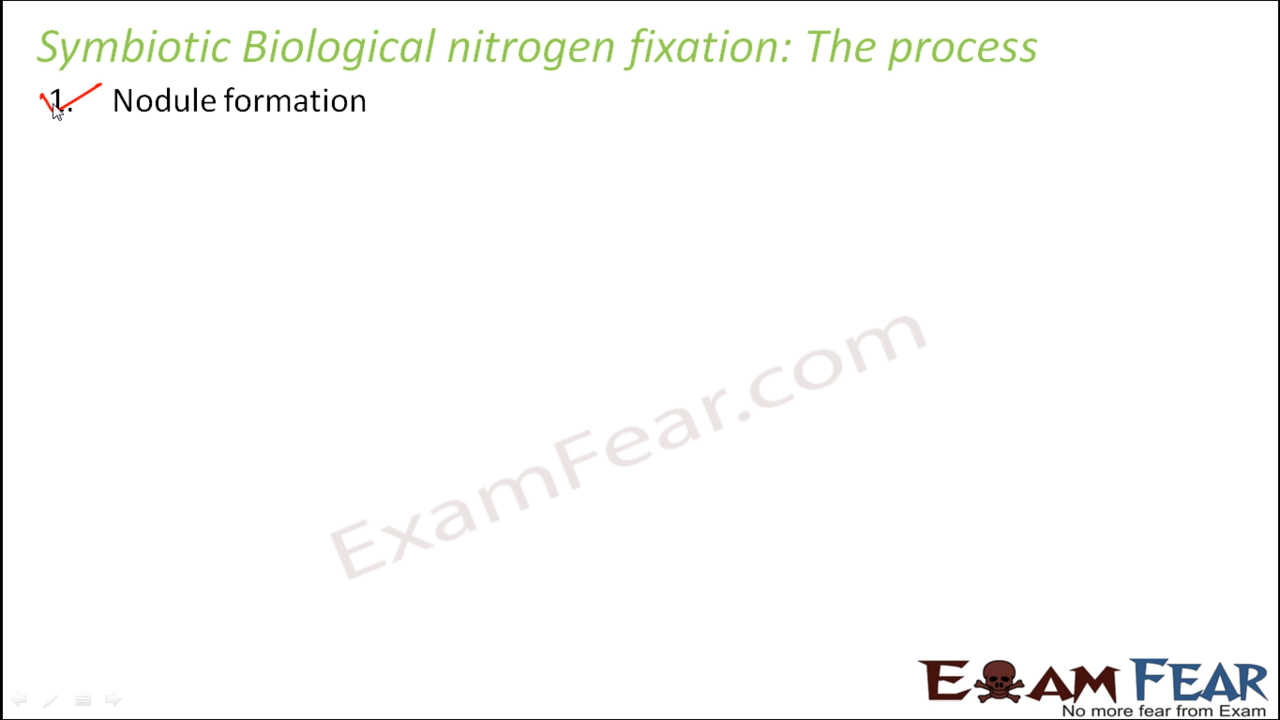 Symbiotic Biological nitrogen fixation: The process
1. Nodule formation
ExamFear.com
EXAM FEAR
No more fear from Exam